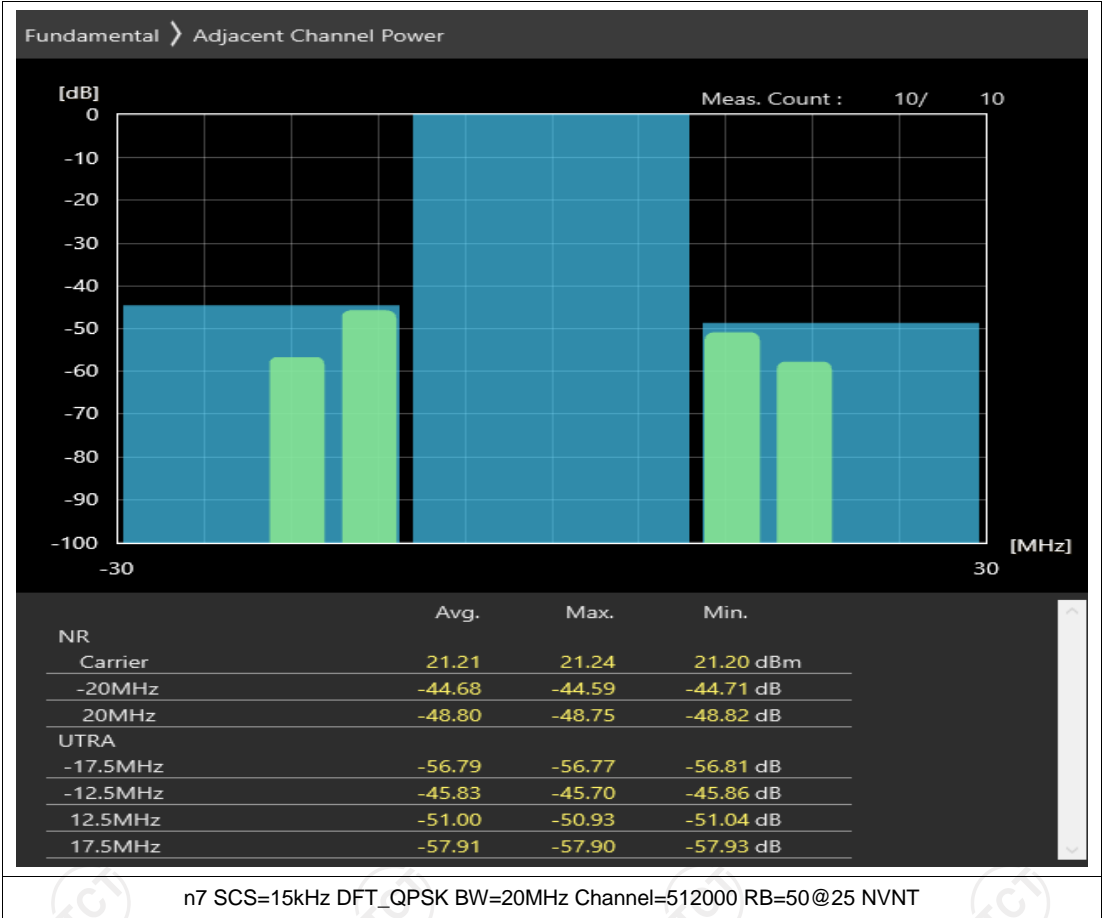 Fundamental ❭ Adjacent Channel Power
[dB]
Meas. Count : 10/ 10
0
-10
-20
-30
-40
-50
-60
-70
-80
-90
-100
[MHz]
-30 30
Avg. Max. Min.
NR
Carrier 21.21 21.24 21.20 dBm
-20MHz -44.68 -44.59 -44.71 dB
20MHz -48.80 -48.75 -48.82 dB
UTRA
-17.5MHz -56.79 -56.77 -56.81 dB
-12.5MHz -45.83 -45.70 -45.86 dB
12.5MHz -51.00 -50.93 -51.04 dB
17.5MHz -57.91 -57.90 -57.93 dB
n7 SCS=15kHz DFT_QPSK BW=20MHz Channel=512000 RB=50@25 NVNT
TCT TCT TCT TCT